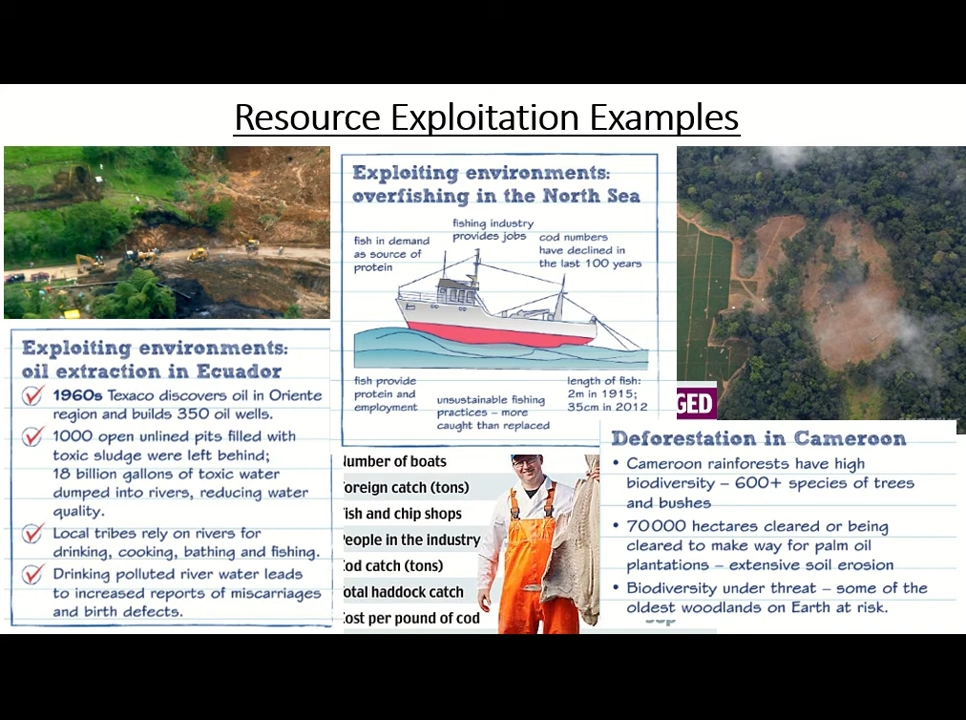 Resource Exploitation Examples
Exploiting environments:
oil extraction in Ecuador
1960s Texaco discovers oil in Oriente
region and builds 350 oil wells.
1000 open unlined pits filled with
toxic sludge were left behind;
18 billion gallons of toxic water
dumped into rivers, reducing water
quality.
Local tribes rely on rivers for
drinking, cooking, bathing and fishing.
Drinking polluted river water leads
to increased reports of miscarriages
and birth defects.
Exploiting environments:
overfishing in the North Sea
fish in demand
as source of
protein
fishing industry
provides jobs
cod numbers
have declined in
the last 100 years
fish provide
protein and
employment
unsustainable fishing
practices – more
caught than replaced
length of fish:
2m in 1915;
35cm in 2012
Number of boats
Foreign catch (tons)
Fish and chip shops
People in the industry
Cod catch (tons)
Total haddock catch
Cost per pound of cod
GED
Deforestation in Cameroon
• Cameroon rainforests have high
biodiversity – 600+ species of trees
and bushes
• 70000 hectares cleared or being
cleared to make way for palm oil
plantations – extensive soil erosion
• Biodiversity under threat – some of the
oldest woodlands on Earth at risk.